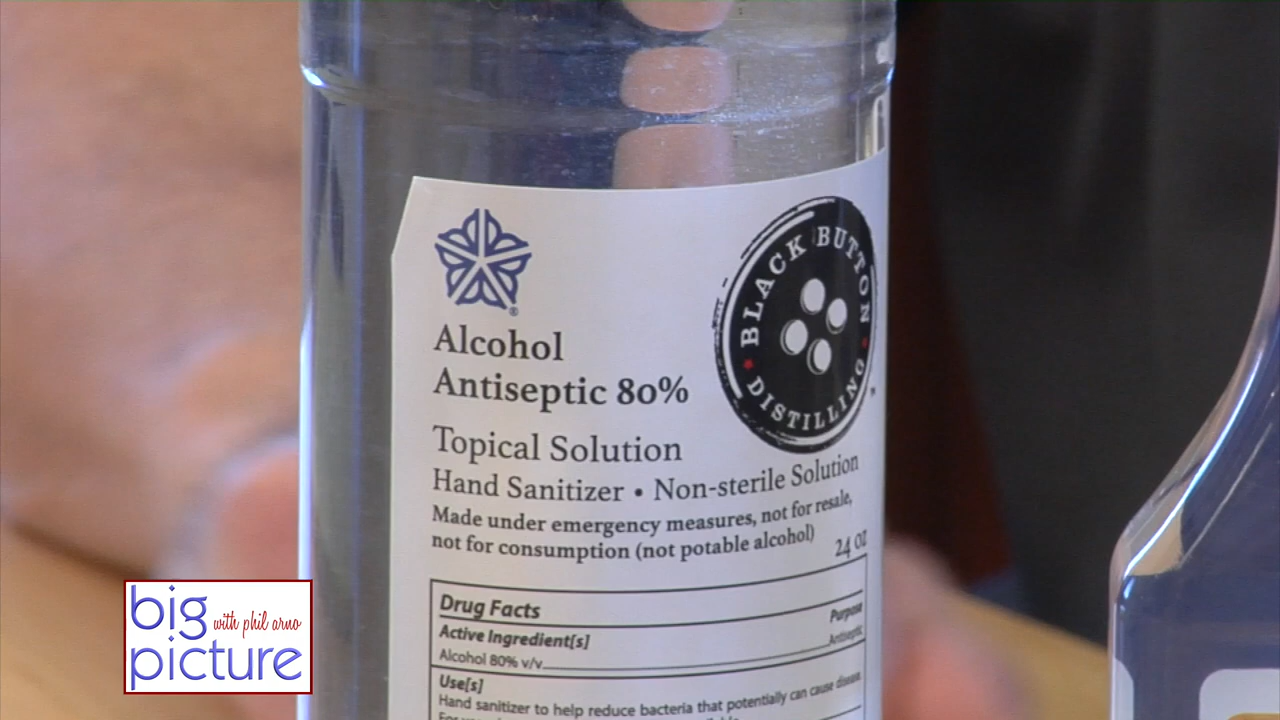 BLACK BUTTON
DISTILLING
Alcohol
Antiseptic 80%
Topical Solution
Hand Sanitizer • Non-sterile Solution
Made under emergency measures, not for resale,
not for consumption (not potable alcohol)
24 oz
Drug Facts
Active Ingredient[s]
Purpose
Alcohol 80% v/v
Antiseptic
Use[s]
Hand sanitizer to help reduce bacteria that potentially can cause disease.
big
with phil arno
picture